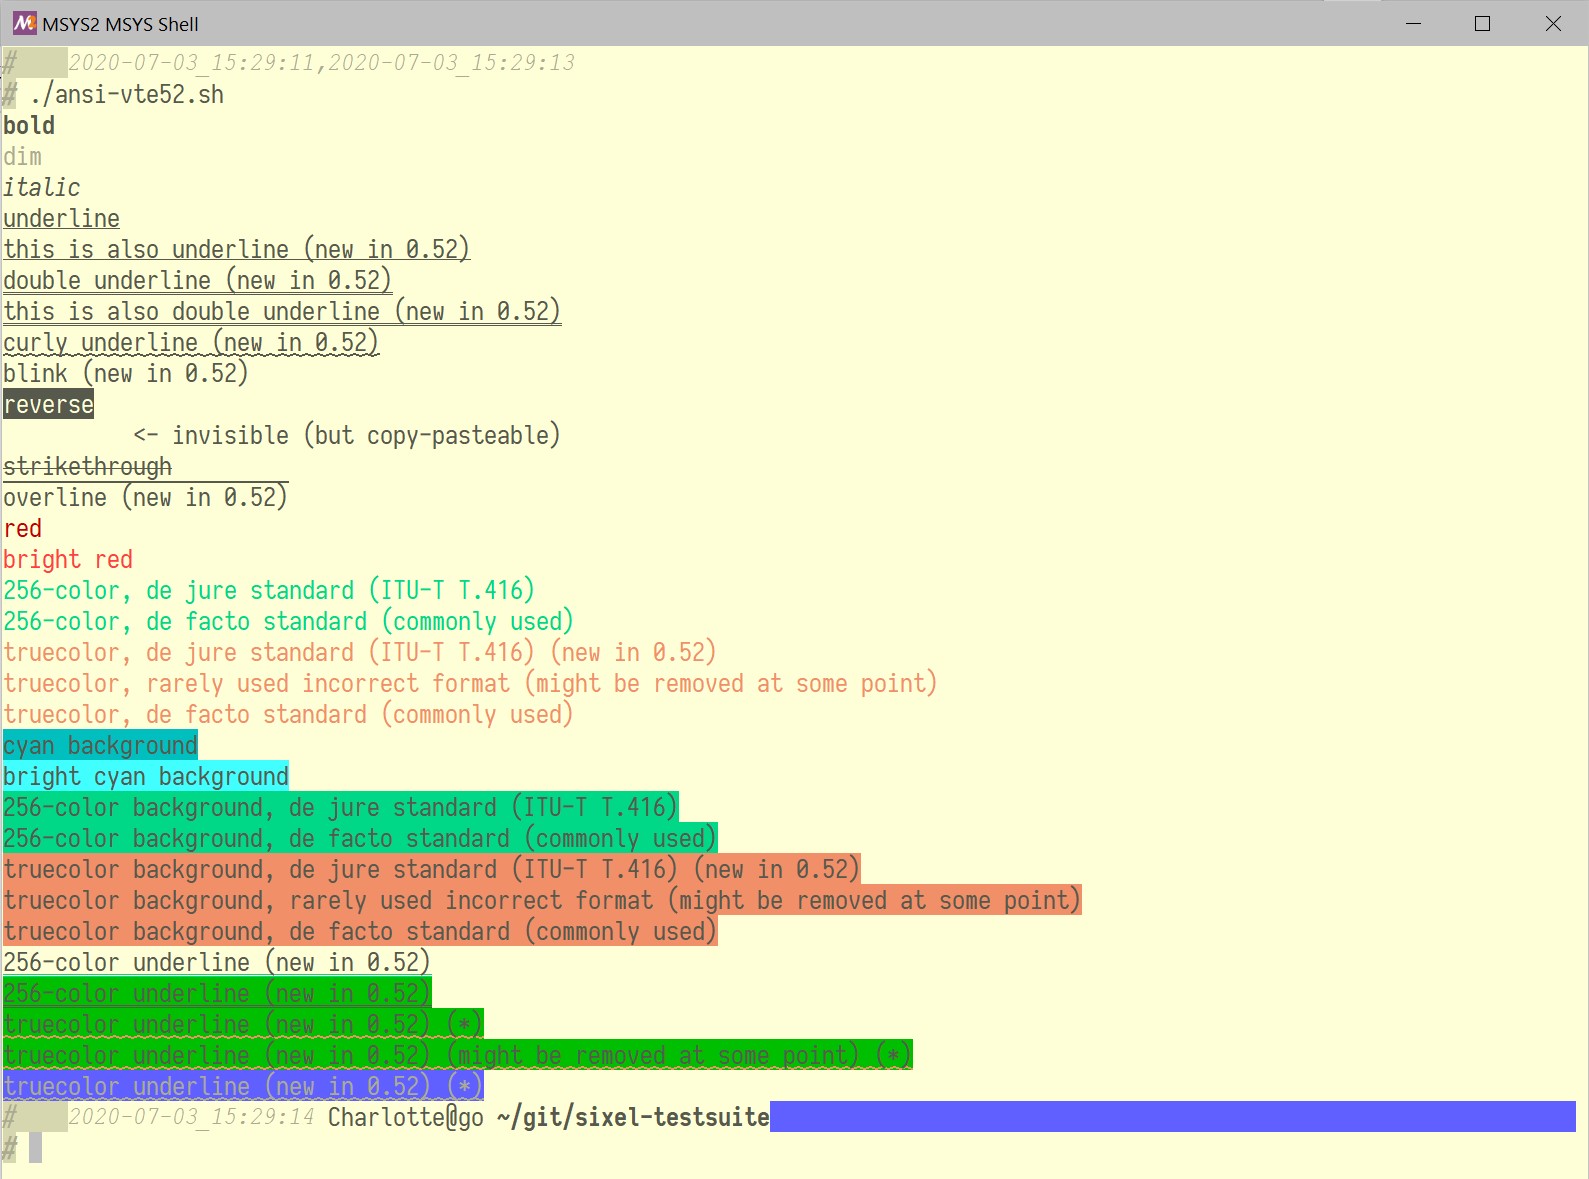 MSYS2 MSYS Shell
# 2020-07-03_15:29:11,2020-07-03_15:29:13
# ./ansi-vte52.sh
bold
dim
italic
underline
this is also underline (new in 0.52)
double underline (new in 0.52)
this is also double underline (new in 0.52)
curly underline (new in 0.52)
blink (new in 0.52)
reverse
<- invisible (but copy-pasteable)
strikethrough
overline (new in 0.52)
red
bright red
256-color, de jure standard (ITU-T T.416)
256-color, de facto standard (commonly used)
truecolor, de jure standard (ITU-T T.416) (new in 0.52)
truecolor, rarely used incorrect format (might be removed at some point)
truecolor, de facto standard (commonly used)
cyan background
bright cyan background
256-color background, de jure standard (ITU-T T.416)
256-color background, de facto standard (commonly used)
truecolor background, de jure standard (ITU-T T.416) (new in 0.52)
truecolor background, rarely used incorrect format (might be removed at some point)
truecolor background, de facto standard (commonly used)
256-color underline (new in 0.52)
256-color underline (new in 0.52)
truecolor underline (new in 0.52) (*)
truecolor underline (new in 0.52) (might be removed at some point) (*)
truecolor underline (new in 0.52) (*)
# 2020-07-03_15:29:14 Charlotte@go ~/git/sixel-testsuite
#